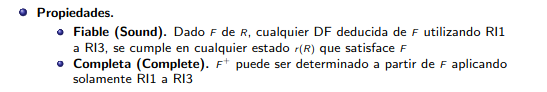 Propiedades.
Fiable (Sound). Dado F de R, cualquier DF deducida de F utilizando RI1
a RI3, se cumple en cualquier estado r(R) que satisface F
Completa (Complete). F+ puede ser determinado a partir de F aplicando
solamente RI1 a RI3